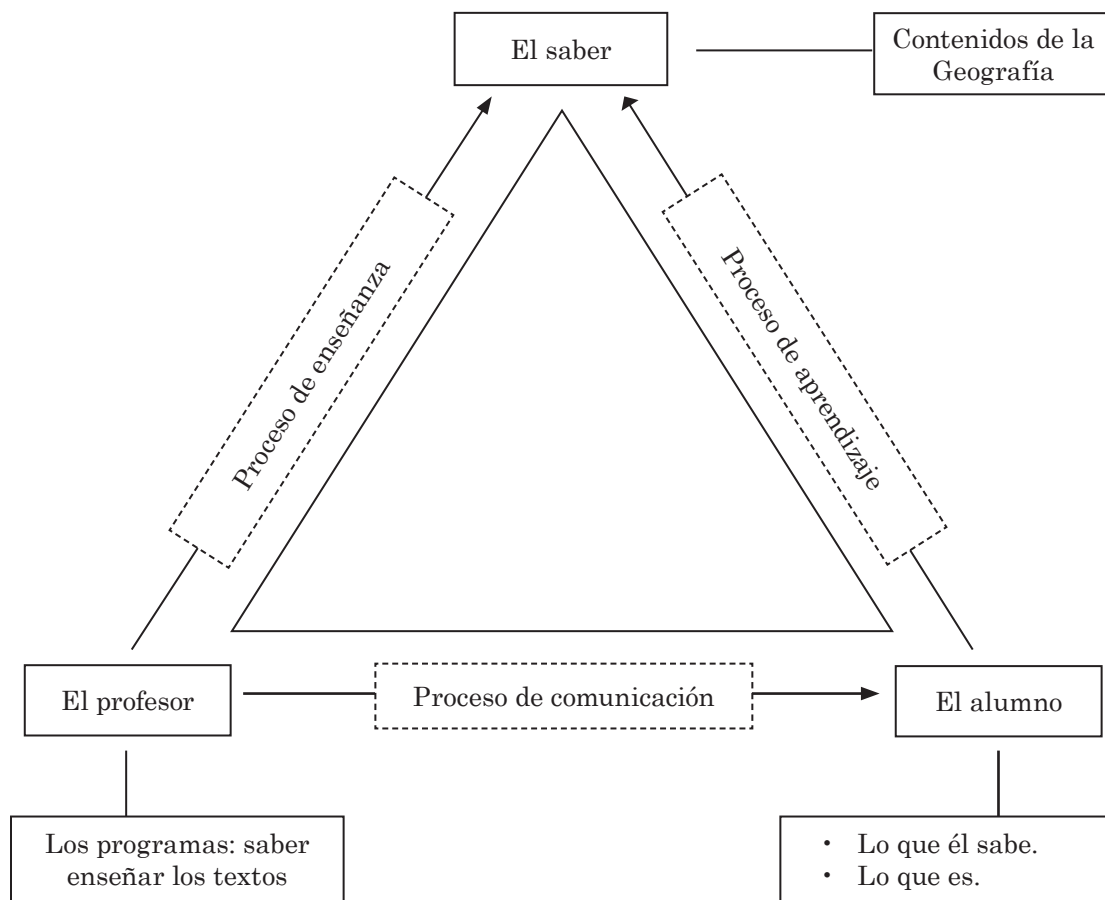 El saber
Contenidos de la
Geografía
Proceso de enseñanza
Proceso de aprendizaje
El profesor
Proceso de comunicación
El alumno
Los programas: saber
enseñar los textos
• Lo que él sabe.
• Lo que es.